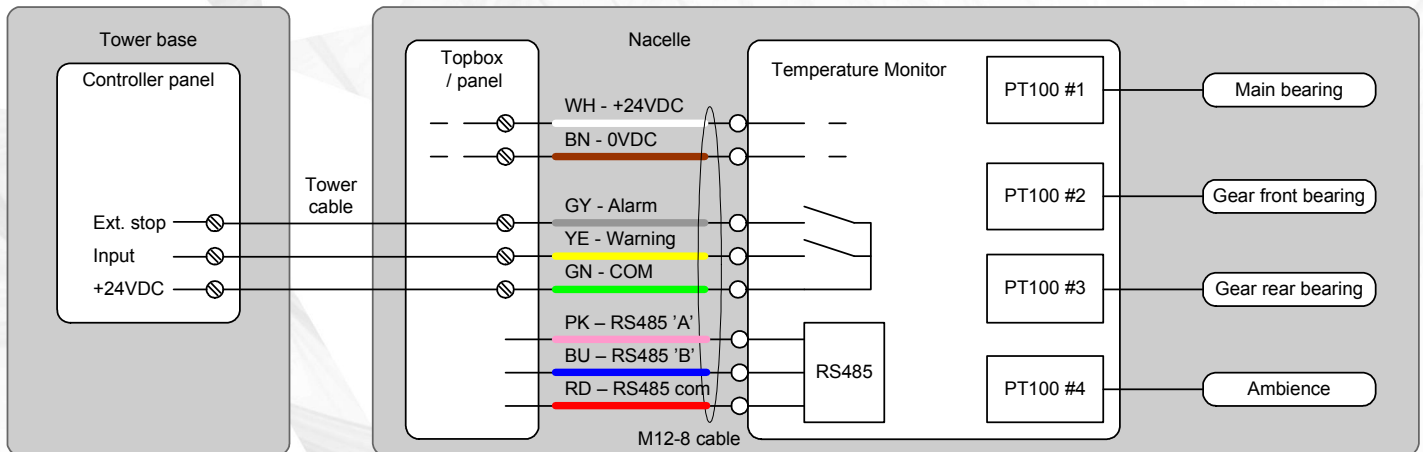 Tower base
Controller panel
Ext. stop
Input
+24VDC
Tower
cable
Nacelle
Topbox
/ panel
WH - +24VDC
BN - 0VDC
GY - Alarm
YE - Warning
GN - COM
PK – RS485 'A'
BU – RS485 'B'
RD – RS485 com
M12-8 cable
Temperature Monitor
RS485
PT100 #1
Main bearing
PT100 #2
Gear front bearing
PT100 #3
Gear rear bearing
PT100 #4
Ambience